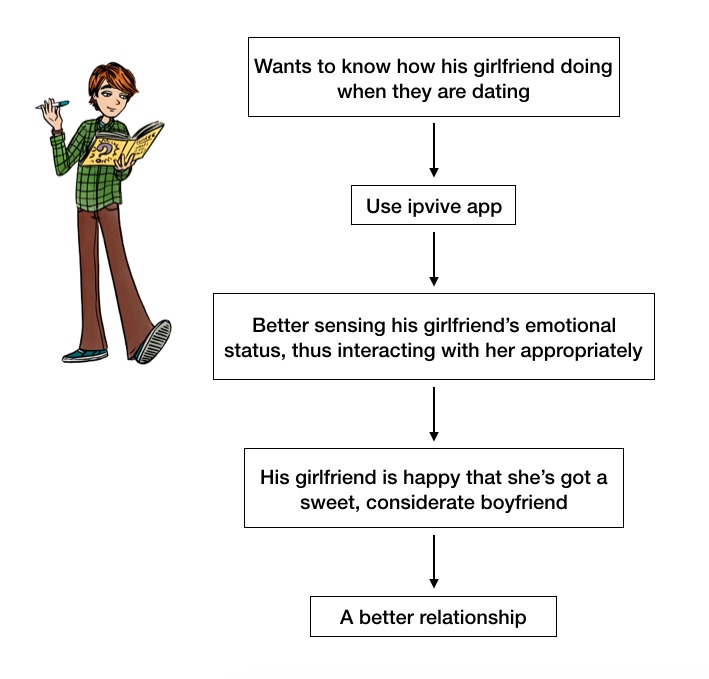 Wants to know how his girlfriend doing
when they are dating
Use ipvive app
Better sensing his girlfriend’s emotional
status, thus interacting with her appropriately
His girlfriend is happy that she’s got a
sweet, considerate boyfriend
A better relationship
?